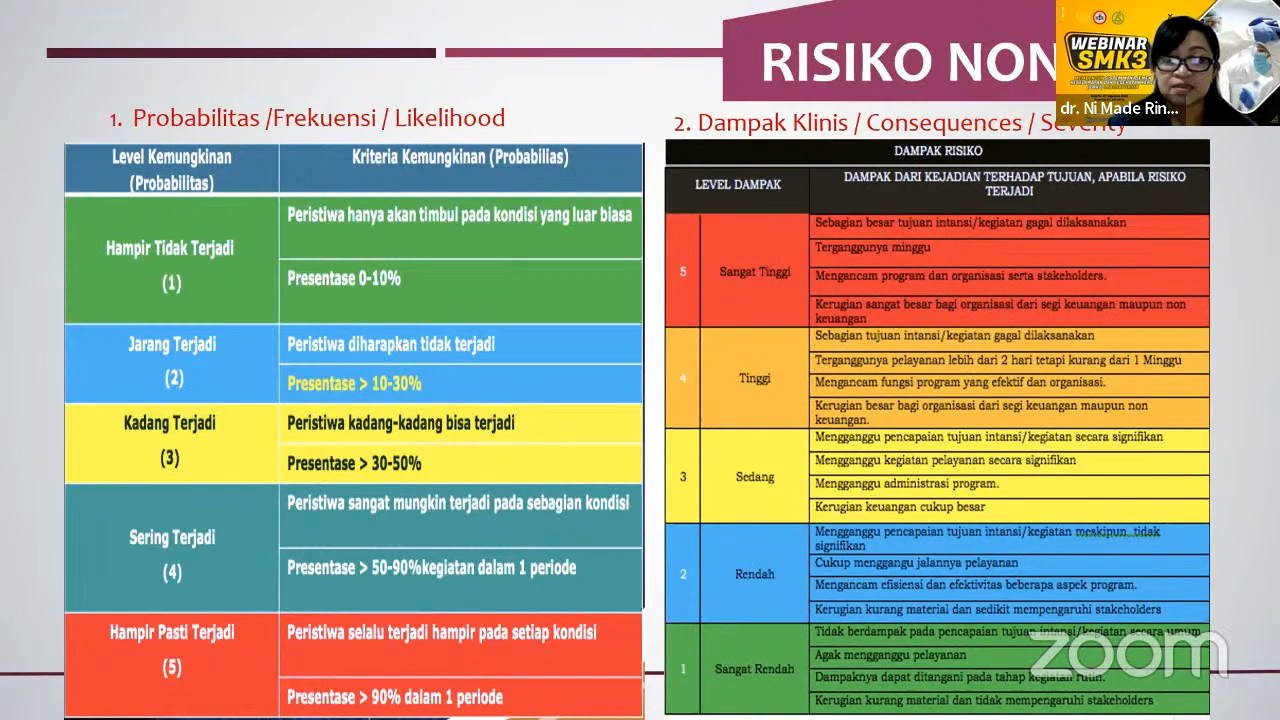 RISIKO NON
WEBINAR
SMK3
dr. Ni Made Rin...
1. Probabilitas /Frekuensi / Likelihood
Level Kemungkinan
(Probabilitas)
Kriteria Kemungkinan (Probabilias)
Hampir Tidak Terjadi
(1)
Peristiwa hanya akan timbul pada kondisi yang luar biasa
Presentase 0-10%
Jarang Terjadi
(2)
Peristiwa diharapkan tidak terjadi
Presentase > 10-30%
Kadang Terjadi
(3)
Peristiwa kadang-kadang bisa terjadi
Presentase > 30-50%
Sering Terjadi
(4)
Peristiwa sangat mungkin terjadi pada sebagian kondisi
Presentase > 50-90%kegiatan dalam 1 periode
Hampir Pasti Terjadi
(5)
Peristiwa selalu terjadi hampir pada setiap kondisi
Presentase > 90% dalam 1 periode
2. Dampak Klinis / Consequences / Severity
DAMPAK RISIKO
LEVEL DAMPAK
DAMPAK DARI KEJADIAN TERHADAP TUJUAN, APABILA RISIKO
TERJADI
5
Sangat Tinggi
Sebagian besar tujuan intansi/kegiatan gagal dilaksanakan
Terganggunya minggu
Mengancam program dan organisasi serta stakeholders.
Kerugian sangat besar bagi organisasi dari segi keuangan maupun non
keuangan
4
Tinggi
Sebagian tujuan intansi/kegiatan gagal dilaksanakan
Terganggunya pelayanan lebih dari 2 hari tetapi kurang dari 1 Minggu
Mengancam fungsi program yang efektif dan organisasi.
Kerugian besar bagi organisasi dari segi keuangan maupun non
keuangan.
3
Sedang
Mengganggu pencapaian tujuan intansi/kegiatan secara signifikan
Mengganggu kegiatan pelayanan secara signifikan
Mengganggu administrasi program.
Kerugian keuangan cukup besar
2
Rendah
Mengganggu pencapaian tujuan intansi/kegiatan meskipun tidak
signifikan
Cukup menggangu jalannya pelayanan
Mengancam efisiensi dan efektivitas beberapa aspek program.
Kerugian kurang material dan sedikit mempengaruhi stakeholders
1
Sangat Rendah
Tidak berdampak pada pencapaian tujuan intansi/kegiatan secara umum
Agak mengganggu pelayanan
Dampaknya dapat ditangani pada tahap kegiatan rutin.
Kerugian kurang material dan tidak mempengaruhi stakeholders
zoom